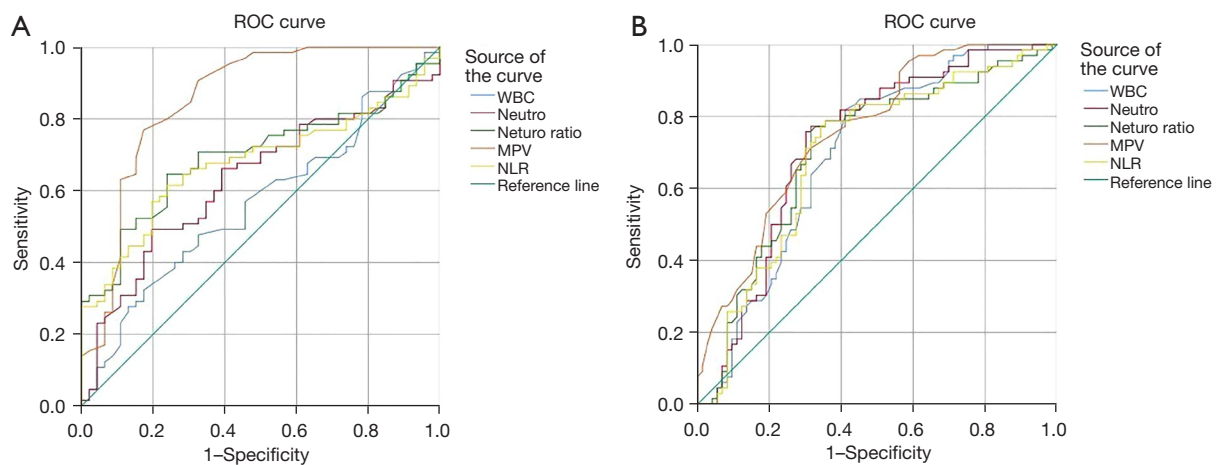 A
ROC curve
1.0
0.8
0.6
0.4
0.2
0.0
Sensitivity
0.0 0.2 0.4 0.6 0.8 1.0
1–Specificity
Source of
the curve
WBC
Neutro
Neturo ratio
MPV
NLR
Reference line
B
ROC curve
1.0
0.8
0.6
0.4
0.2
0.0
Sensitivity
0.0 0.2 0.4 0.6 0.8 1.0
1–Specificity
Source of
the curve
WBC
Neutro
Neturo ratio
MPV
NLR
Reference line